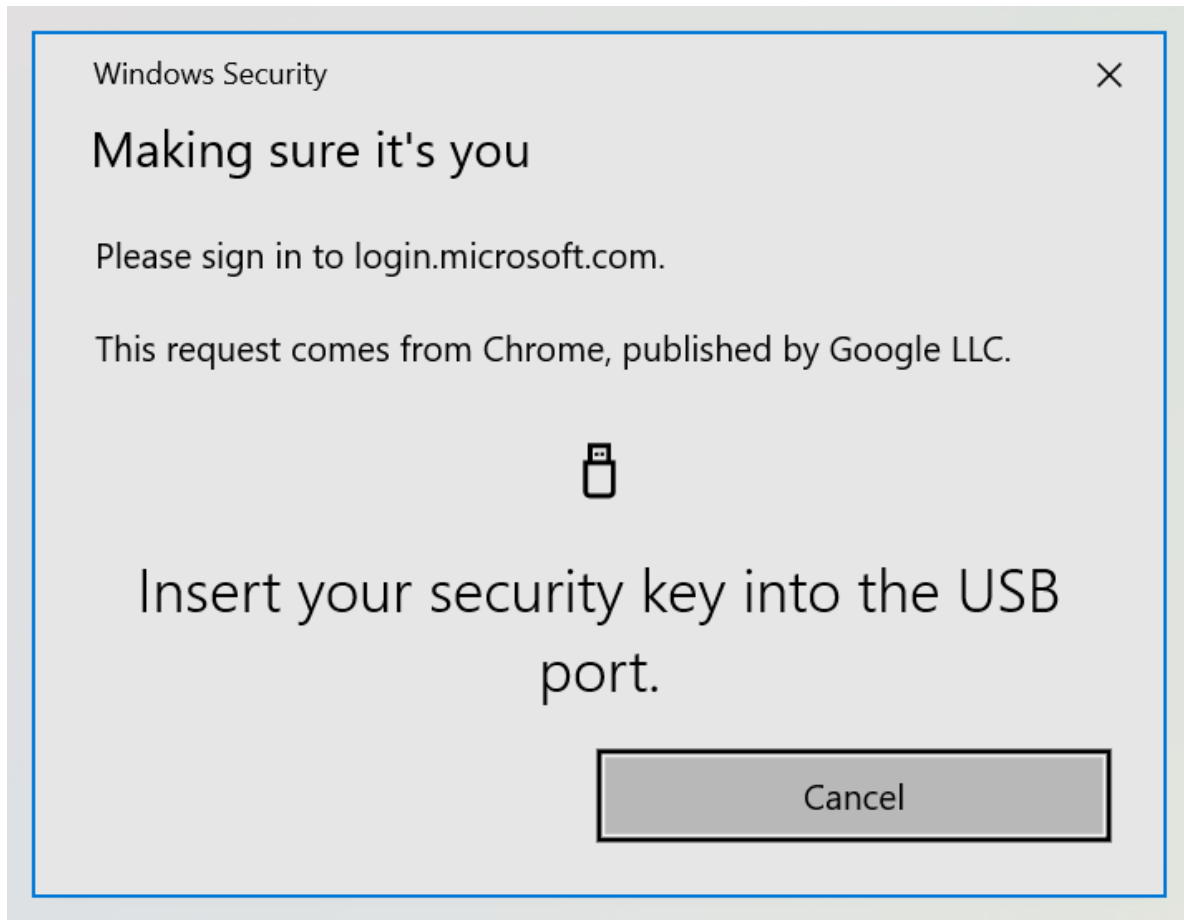 Windows Security
Making sure it's you
Please sign in to login.microsoft.com.
This request comes from Chrome, published by Google LLC.
Insert your security key into the USB
port.
Cancel